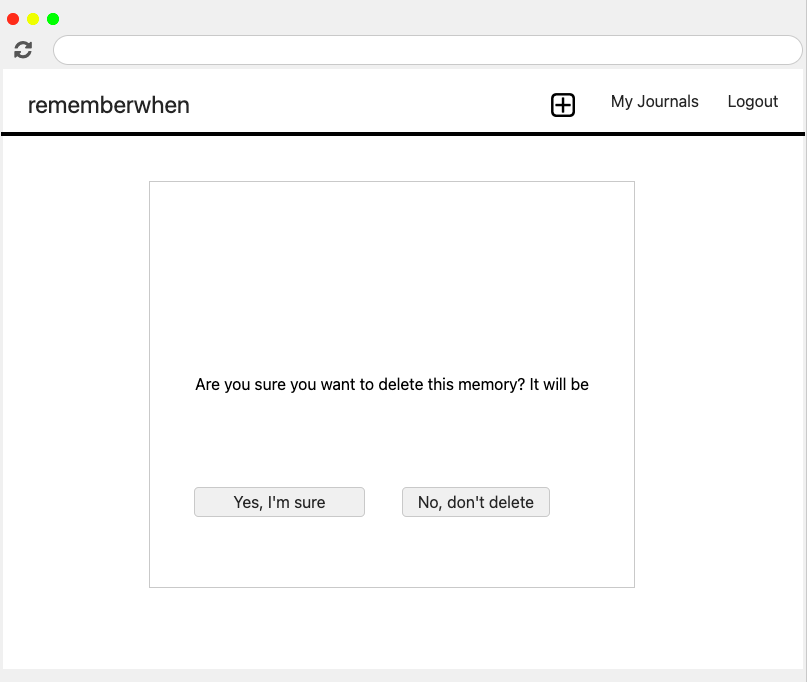 rememberwhen
My Journals
Logout
Are you sure you want to delete this memory? It will be
Yes, I'm sure
No, don't delete